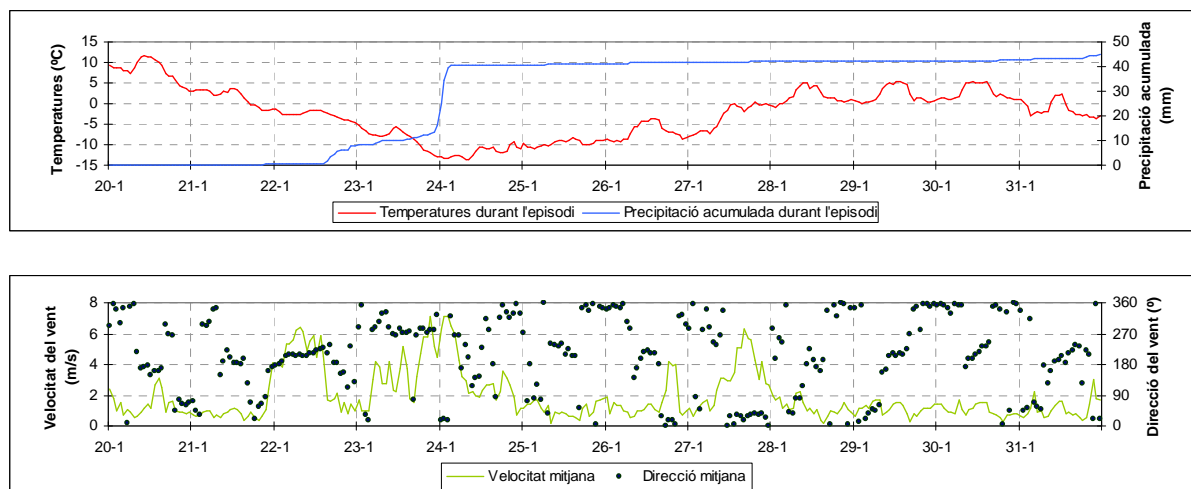 Temperatures (ºC)
15
10
5
0
-5
-10
-15
50
40
30
20
10
0
Precipitació acumulada
(mm)
20-1 21-1 22-1 23-1 24-1 25-1 26-1 27-1 28-1 29-1 30-1 31-1
Temperatures durant l'episodi Precipitació acumulada durant l'episodi
Velocitat del vent
(m/s)
8
6
4
2
0
360
270
180
90
0
Direcció del vent (º)
20-1 21-1 22-1 23-1 24-1 25-1 26-1 27-1 28-1 29-1 30-1 31-1
Velocitat mitjana Direcció mitjana